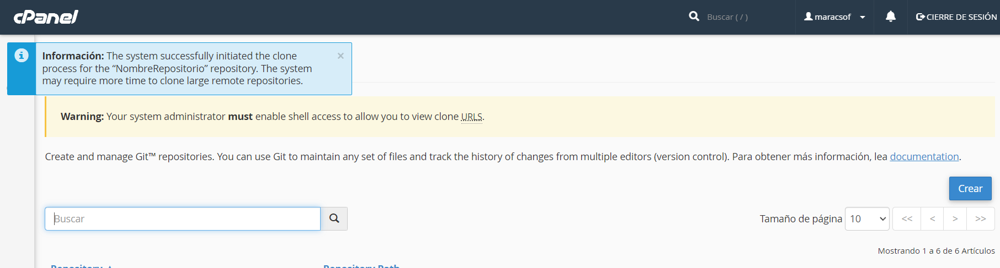 cPanel
Buscar ( / )
maracsof
CIERRE DE SESIÓN
Información: The system successfully initiated the clone
process for the “NombreRepositorio” repository. The system
may require more time to clone large remote repositories.
×
Warning: Your system administrator must enable shell access to allow you to view clone URLS.
Create and manage Git™ repositories. You can use Git to maintain any set of files and track the history of changes from multiple editors (version control). Para obtener más información, lea documentation.
Crear
Buscar
Tamaño de página 10 << < > >>
Mostrando 1 a 6 de 6 Artículos
Repository Repository Path